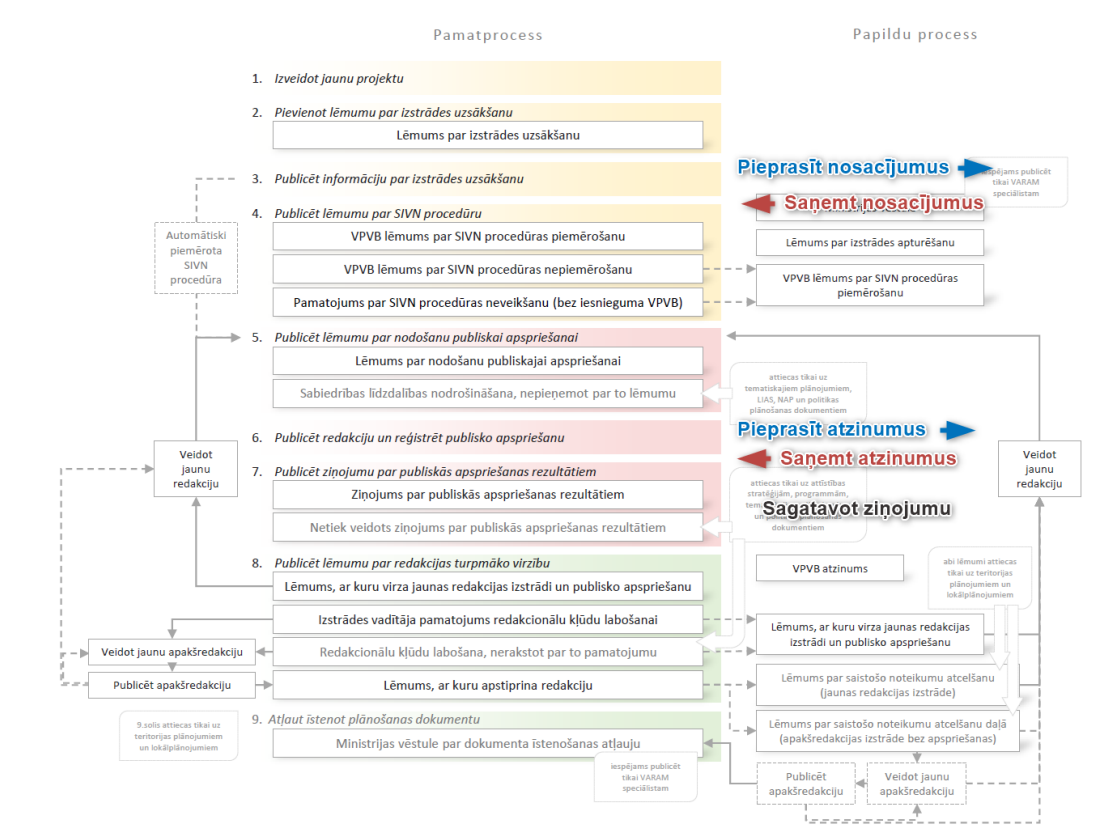 Pamatprocess
Papildu process
1. Izveidot jaunu projektu
2. Pievienot lēmumu par izstrādes uzsākšanu
Lēmums par izstrādes uzsākšanu
3. Publicēt informāciju par izstrādes uzsākšanu
Pieprasīt nosacījumus
iespējams publicēt
tikai VARAM
speciālistam
Saņemt nosacījumus
4. Publicēt lēmumu par SIVN procedūru
VPVB lēmums par SIVN procedūras piemērošanu
VPVB lēmums par SIVN procedūras nepiemērošanu
Pamatojums par SIVN procedūras neveikšanu (bez iesnieguma VPVB)
Automātiski
piemērota
SIVN
procedūra
Lēmums par izstrādes apturēšanu
VPVB lēmums par SIVN procedūras
piemērošanu
5. Publicēt lēmumu par nodošanu publiskai apspriešanai
Lēmums par nodošanu publiskajai apspriešanai
Sabiedrības līdzdalības nodrošināšana, nepieņemot par to lēmumu
attiecas tikai uz
tematiskajiem plānojumiem,
LIAS, NAP un politikas
plānošanas dokumentiem
6. Publicēt redakciju un reģistrēt publisko apspriešanu
Pieprasīt atzinumus
Saņemt atzinumus
Veidot
jaunu
redakciju
Veidot
jaunu
redakciju
7. Publicēt ziņojumu par publiskās apspriešanas rezultātiem
Ziņojums par publiskās apspriešanas rezultātiem
Netiek veidots ziņojums par publiskās apspriešanas rezultātiem
attiecas tikai uz attīstības
stratēģijām, programmām,
Sagatavot ziņojumu
dokumentiem
8. Publicēt lēmumu par redakcijas turpmāko virzību
Lēmums, ar kuru virza jaunas redakcijas izstrādi un publisko apspriešanu
Izstrādes vadītāja pamatojums redakcionālu kļūdu labošanai
Redakcionālu kļūdu labošana, nerakstot par to pamatojumu
Lēmums, ar kuru apstiprina redakciju
VPVB atzinums
abi lēmumi attiecas
tikai uz teritorijas
plānojumiem un
lokālplānojumiem
Veidot jaunu apakšredakciju
Publicēt apakšredakciju
Lēmums, ar kuru virza jaunas redakcijas
izstrādi un publisko apspriešanu
Lēmums par saistošo noteikumu atcelšanu
(jaunas redakcijas izstrāde)
Lēmums par saistošo noteikumu atcelšanu daļā
(apakšredakcijas izstrāde bez apspriešanas)
9.solis attiecas tikai uz
teritorijas plānojumiem
un lokālplānojumiem
9. Atļaut īstenot plānošanas dokumentu
Ministrijas vēstule par dokumenta īstenošanas atļauju
iespējams publicēt
tikai VARAM
speciālistam
Publicēt
apakšredakciju
Veidot jaunu
apakšredakciju